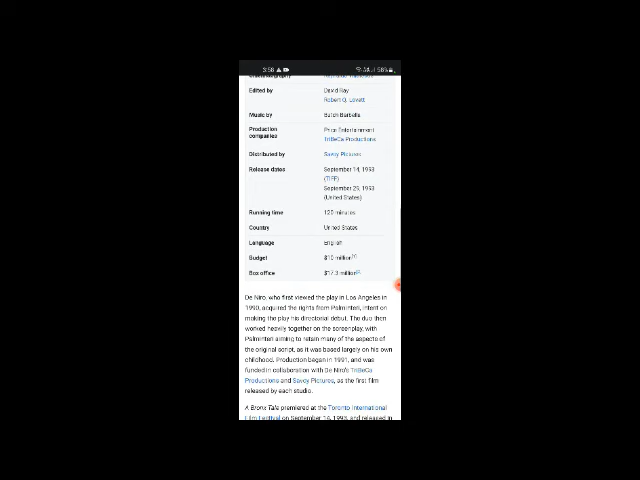 3:56
56%
Edited by David Ray
Robert Q. Lovett
Music by Butch Barbella
Production companies Price Entertainment
TriBeCa Productions
Distributed by Savoy Pictures
Release dates September 14, 1993
(TIFF)
September 29, 1993
(United States)
Running time 120 minutes
Country United States
Language English
Budget $10 million
Box office $17.3 million
De Niro, who first viewed the play in Los Angeles in
1990, acquired the rights from Palminteri, intent on
making the play his directorial debut. The duo then
worked heavily together on the screenplay, with
Palminteri aiming to retain many of the aspects of
the original script, as it was based largely on his own
childhood. Production began in 1991, and was
funded in collaboration with De Niro's TriBeCa
Productions and Savoy Pictures, as the first film
released by each studio.
A Bronx Tale premiered at the Toronto International
Film Festival on September 14, 1993, and released in